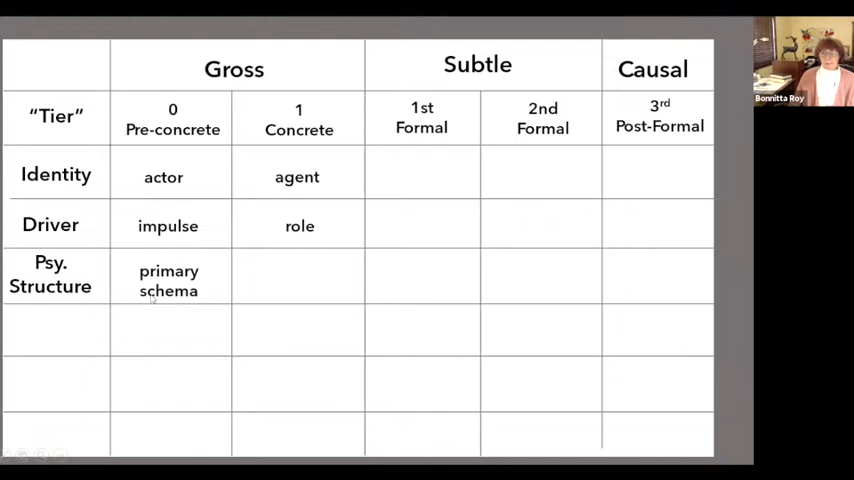 Gross
Subtle
Causal
"Tier"
0
Pre-concrete
1
Concrete
1st
Formal
2nd
Formal
3rd
Post-Formal
Identity
actor
agent
Driver
impulse
role
Psy.
Structure
primary
schema
Bonnitta Roy